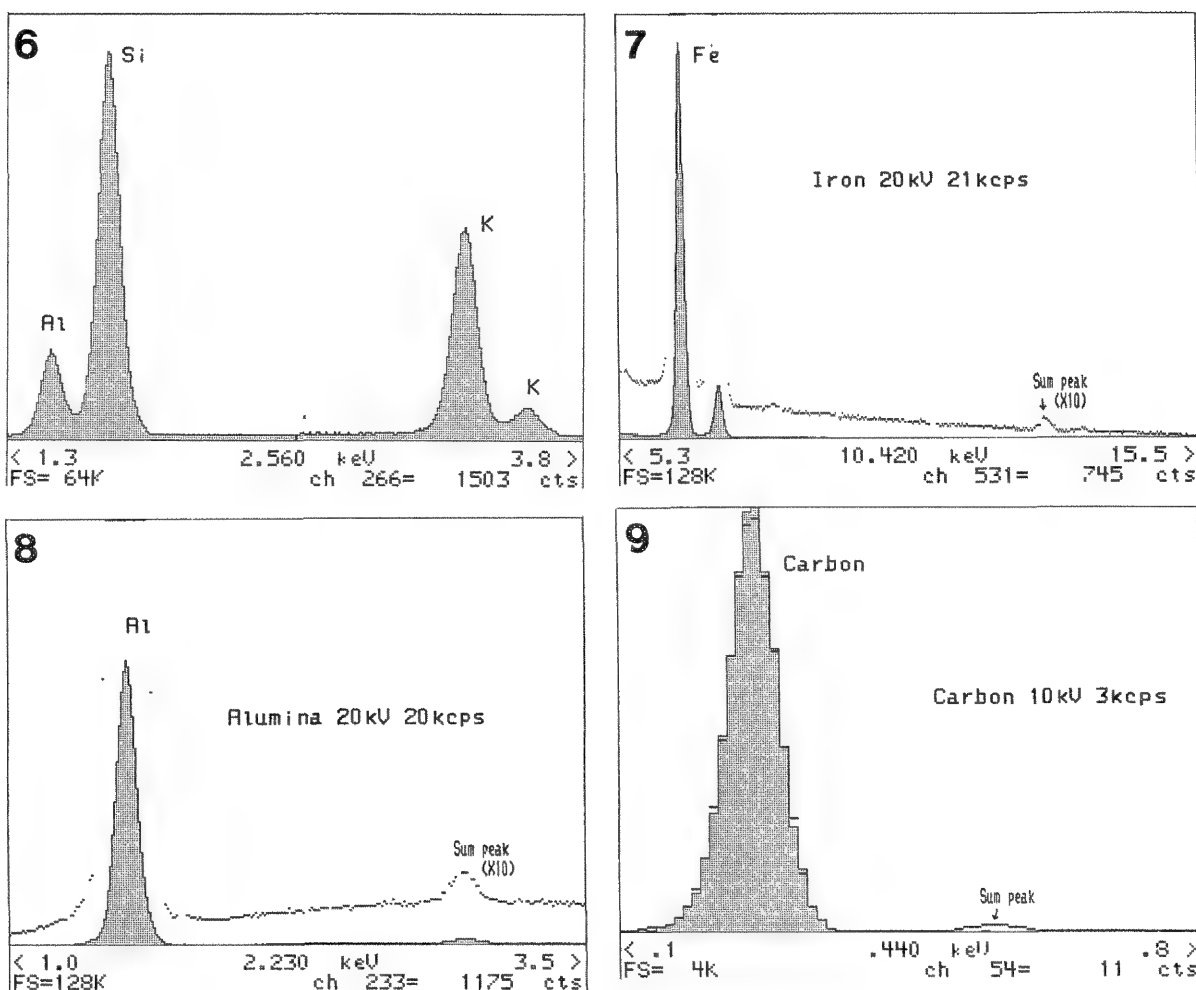 6
Si
Al
K
K
< 1.3 2.560 keV 3.8 >
FS= 64K ch 266= 1503 cts
7
Fe
Iron 20kV 21kcps
Sum peak
(X10)
< 5.3 10.420 keV 15.5 >
FS=128K ch 531= 745 cts
8
Al
Alumina 20kV 20kcps
Sum peak
(X10)
< 1.0 2.230 keV 3.5 >
FS=128K ch 233= 1175 cts
9
Carbon
Carbon 10kV 3kcps
Sum peak
< .1 .440 keV .8 >
FS= 4K ch 54= 11 cts